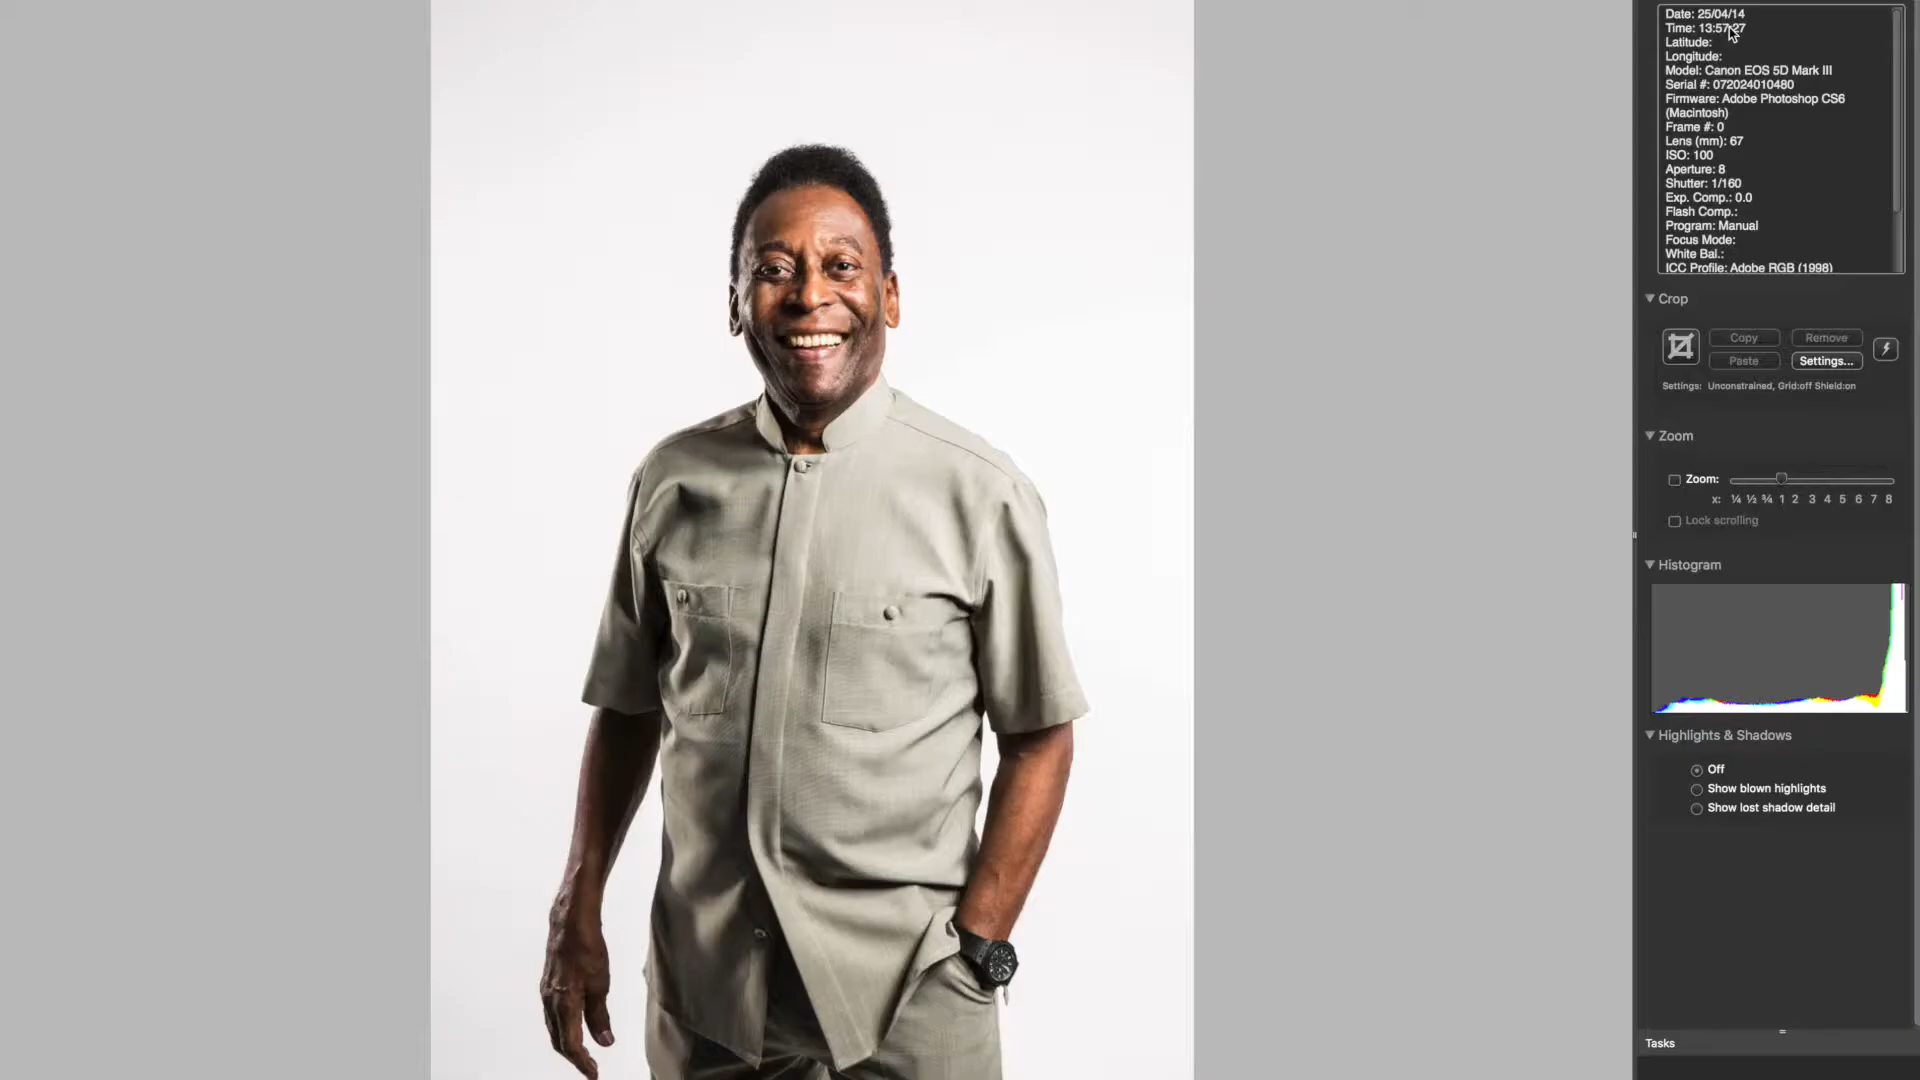 Date: 25/04/14
Time: 13:57:27
Latitude:
Longitude:
Model: Canon EOS 5D Mark III
Serial #: 072024010480
Firmware: Adobe Photoshop CS6
(Macintosh)
Frame #: 0
Lens (mm): 67
ISO: 100
Aperture: 8
Shutter: 1/160
Exp. Comp.: 0.0
Flash Comp.:
Program: Manual
Focus Mode:
White Bal.:
ICC Profile: Adobe RGB (1998)
Crop
Copy Remove
Paste Settings...
Settings: Unconstrained, Grid:off Shield:on
Zoom
Zoom:
x: ¼ ½ ¾ 1 2 3 4 5 6 7 8
Lock scrolling
Histogram
Highlights & Shadows
Off
Show blown highlights
Show lost shadow detail
Tasks